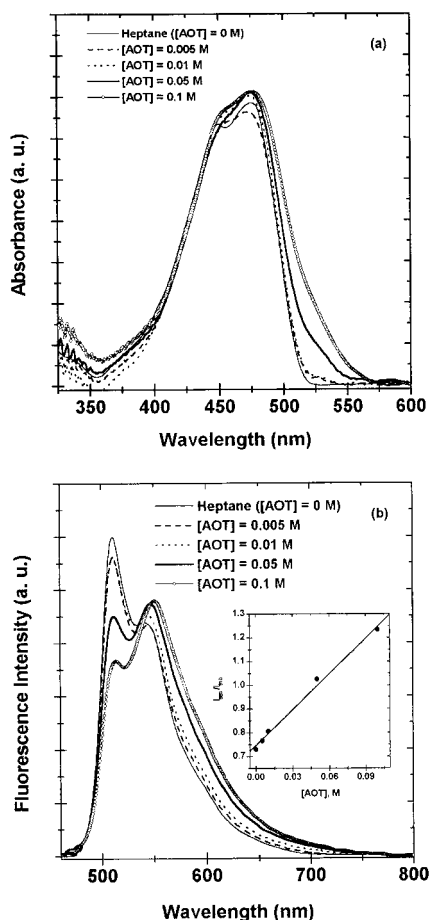 Heptane ([AOT] = 0 M)
[AOT] = 0.005 M
[AOT] = 0.01 M
[AOT] = 0.05 M
[AOT] = 0.1 M
(a)
Absorbance (a. u.)
350 400 450 500 550 600
Wavelength (nm)
Heptane ([AOT] = 0 M)
[AOT] = 0.005 M
[AOT] = 0.01 M
[AOT] = 0.05 M
[AOT] = 0.1 M
(b)
Fluorescence Intensity (a. u.)
1.3
1.2
1.1
1.0
0.9
0.8
0.7
0.00 0.03 0.06 0.09
[AOT], M
500 600 700 800
Wavelength (nm)